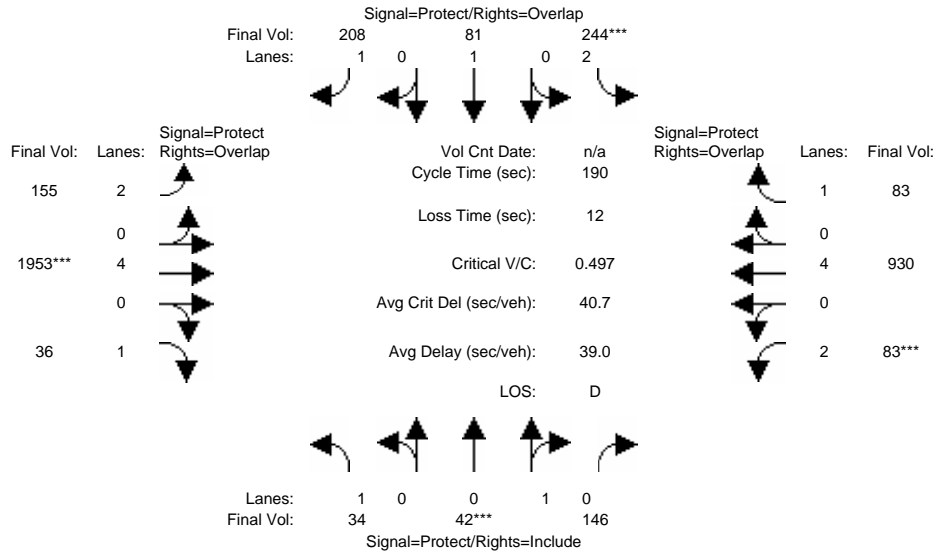 Signal=Protect/Rights=Overlap
Final Vol: 208 81 244***
Lanes: 1 0 1 0 2
Signal=Protect
Final Vol: Lanes: Rights=Overlap
Vol Cnt Date: n/a
Signal=Protect
Rights=Overlap Lanes: Final Vol:
Cycle Time (sec): 190
155 2
1 83
Loss Time (sec): 12
0
0
1953*** 4
Critical V/C: 0.497
4 930
0
Avg Crit Del (sec/veh): 40.7
0
36 1
Avg Delay (sec/veh): 39.0
2 83***
LOS: D
Lanes: 1 0 0 1 0
Final Vol: 34 42*** 146
Signal=Protect/Rights=Include